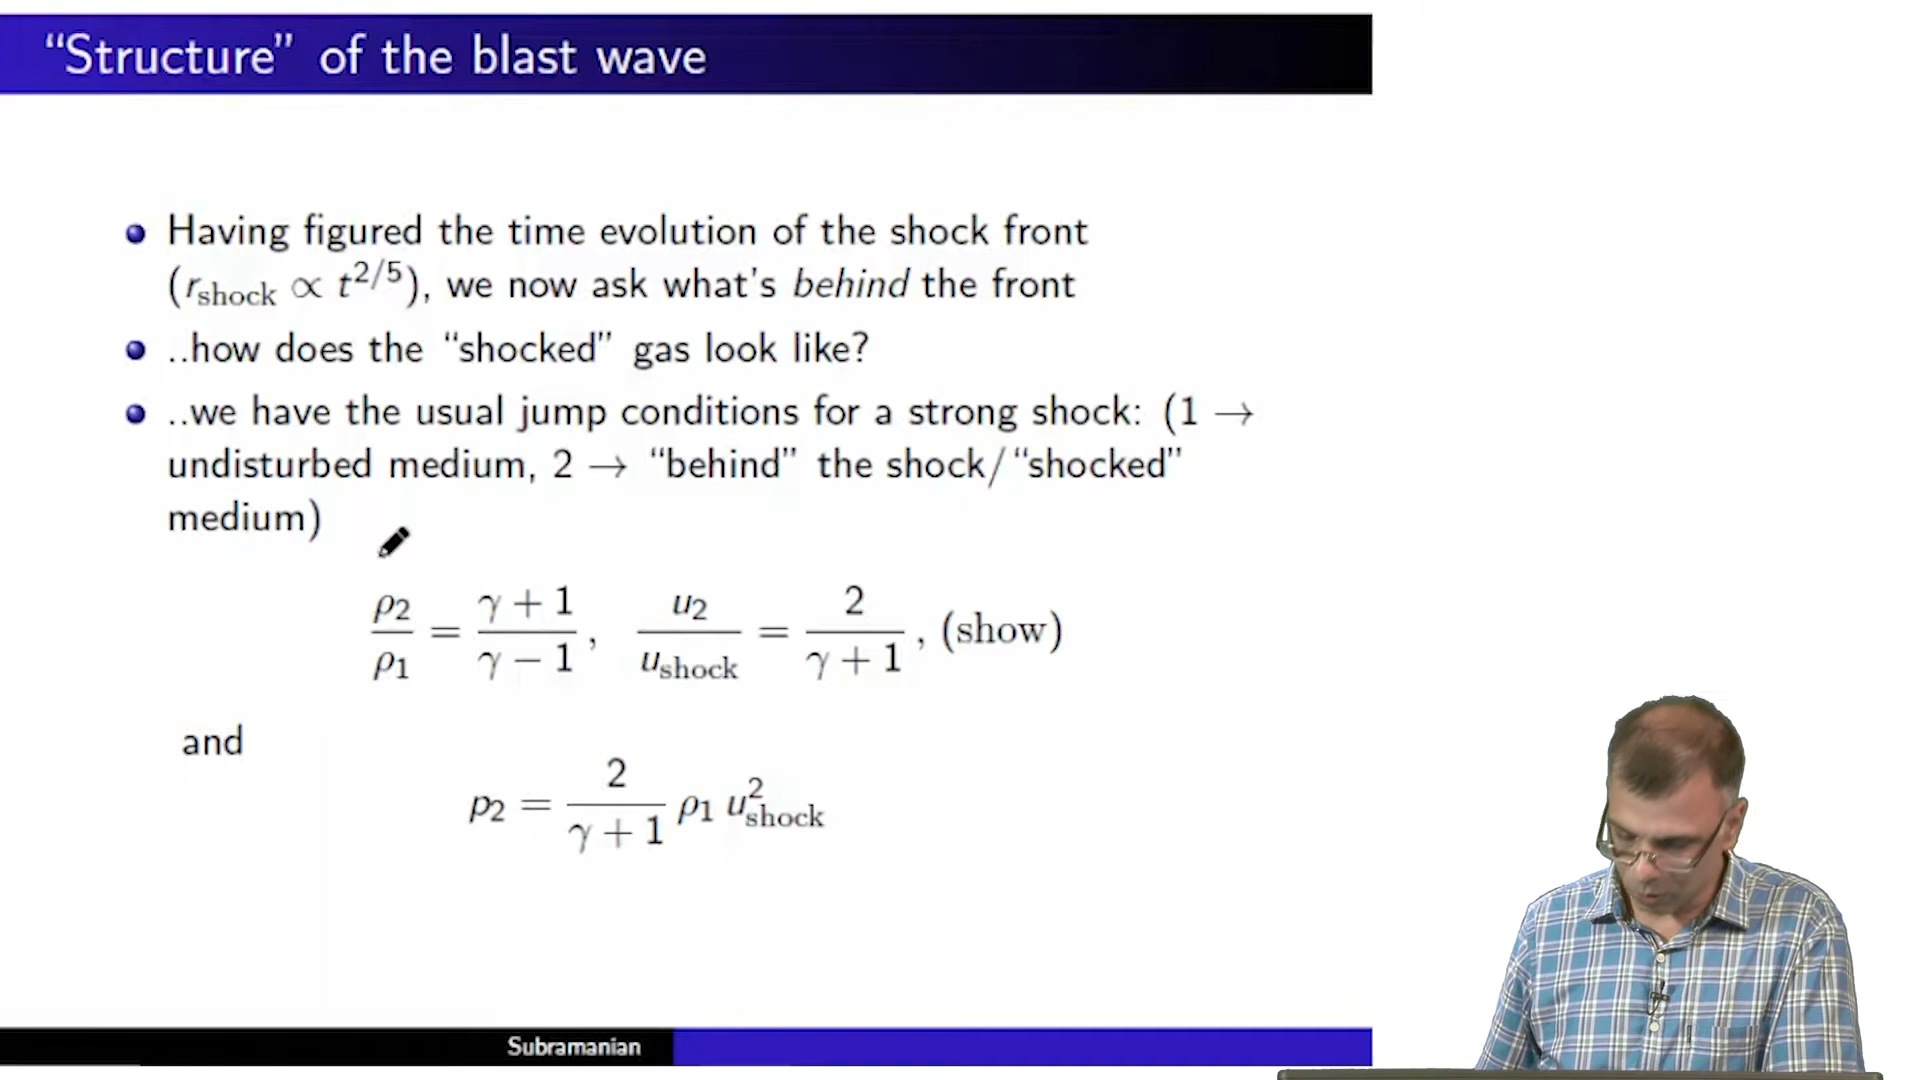 “Structure” of the blast wave
Having figured the time evolution of the shock front
(r_shock ∝ t^{2/5}), we now ask what's behind the front
..how does the “shocked” gas look like?
..we have the usual jump conditions for a strong shock: (1 →
undisturbed medium, 2 → “behind” the shock/“shocked”
medium)
ρ2/ρ1 = (γ + 1)/(γ − 1), u2/u_shock = 2/(γ + 1), (show)
and
p2 = 2/(γ + 1) ρ1 u²_shock
Subramanian